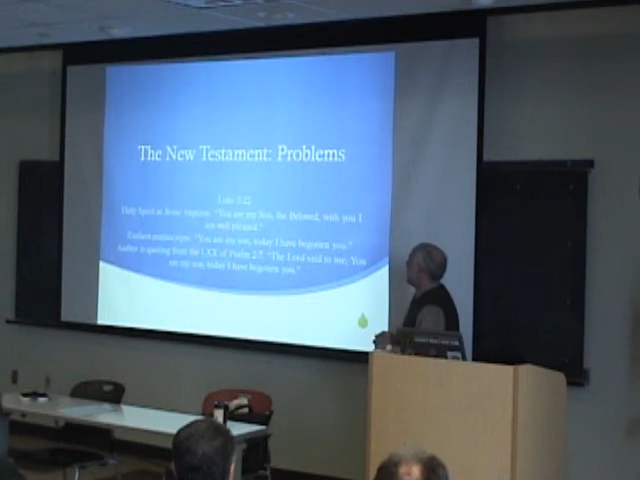 The New Testament: Problems
Luke 3:22
Holy Spirit at Jesus' Baptism: "You are my Son, the Beloved, with you I
am well pleased."
Earliest manuscripts: "You are my son, today I have begotten you."
Author is quoting from the LXX of Psalm 2:7. "The Lord said to me, You
are my son; today I have begotten you."